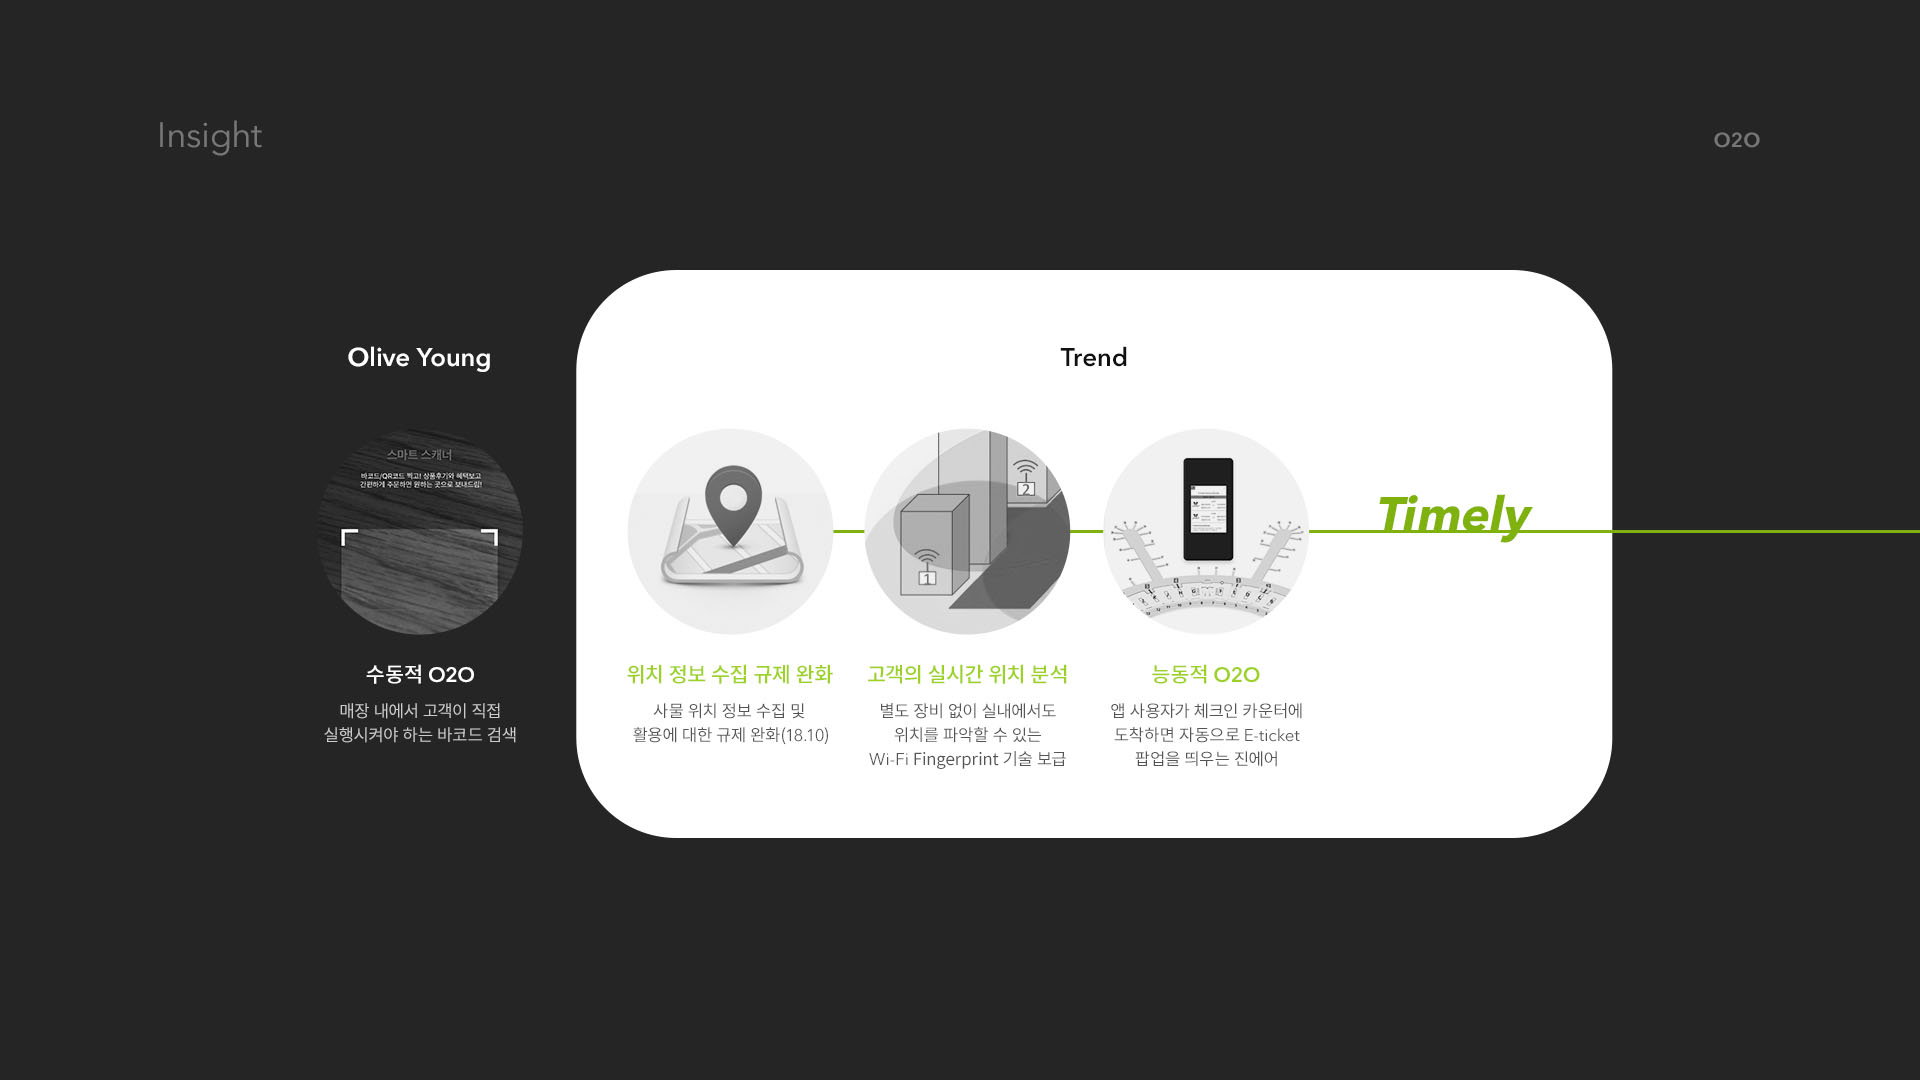 Insight
O2O
Olive Young
스마트 스캐너
바코드/QR코드 찍고! 상품후기와 혜택보고
간편하게 주문하면 원하는 곳으로 보내드림!
수동적 O2O
매장 내에서 고객이 직접
실행시켜야 하는 바코드 검색
Trend
위치 정보 수집 규제 완화
사물 위치 정보 수집 및
활용에 대한 규제 완화(18.10)
1
2
고객의 실시간 위치 분석
별도 장비 없이 실내에서도
위치를 파악할 수 있는
Wi-Fi Fingerprint 기술 보급
능동적 O2O
앱 사용자가 체크인 카운터에
도착하면 자동으로 E-ticket
팝업을 띄우는 진에어
Timely